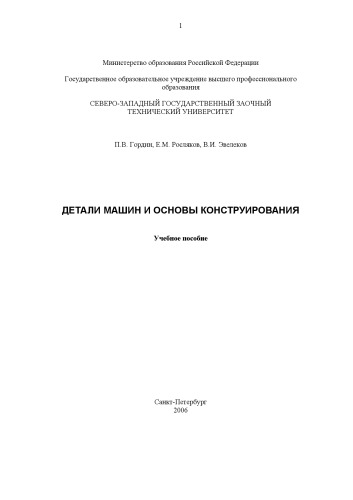 1
Министерство образования Российской Федерации
Государственное образовательное учреждение высшего профессионального
образования
СЕВЕРО-ЗАПАДНЫЙ ГОСУДАРСТВЕННЫЙ ЗАОЧНЫЙ
ТЕХНИЧЕСКИЙ УНИВЕРСИТЕТ
П.В. Гордин, Е.М. Росляков, В.И. Эвелеков
ДЕТАЛИ МАШИН И ОСНОВЫ КОНСТРУИРОВАНИЯ
Учебное пособие
Санкт-Петербург
2006